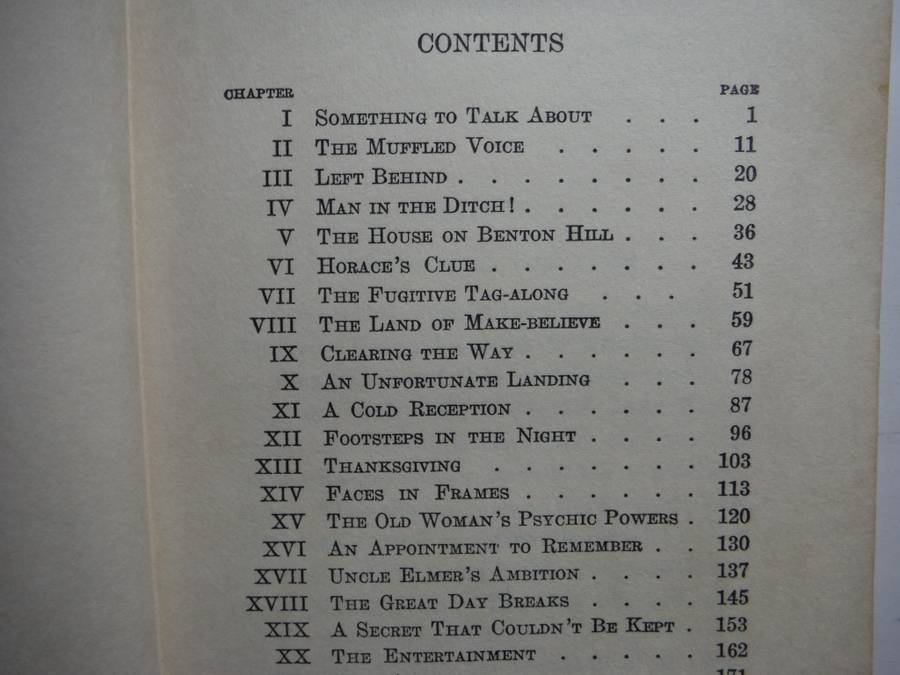 CONTENTS
CHAPTER PAGE
I SOMETHING TO TALK ABOUT . . . 1
II THE MUFFLED VOICE . . . . . 11
III LEFT BEHIND . . . . . . . . 20
IV MAN IN THE DITCH! . . . . . . 28
V THE HOUSE ON BENTON HILL . . . 36
VI HORACE'S CLUE . . . . . . . 43
VII THE FUGITIVE TAG-ALONG . . . 51
VIII THE LAND OF MAKE-BELIEVE . . . 59
IX CLEARING THE WAY . . . . . . 67
X AN UNFORTUNATE LANDING . . . 78
XI A COLD RECEPTION . . . . . . 87
XII FOOTSTEPS IN THE NIGHT . . . . 96
XIII THANKSGIVING . . . . . . . 103
XIV FACES IN FRAMES . . . . . . 113
XV THE OLD WOMAN'S PSYCHIC POWERS . 120
XVI AN APPOINTMENT TO REMEMBER . . 130
XVII UNCLE ELMER'S AMBITION . . . . 137
XVIII THE GREAT DAY BREAKS . . . . 145
XIX A SECRET THAT COULDN'T BE KEPT . 153
XX THE ENTERTAINMENT . . . . . 162